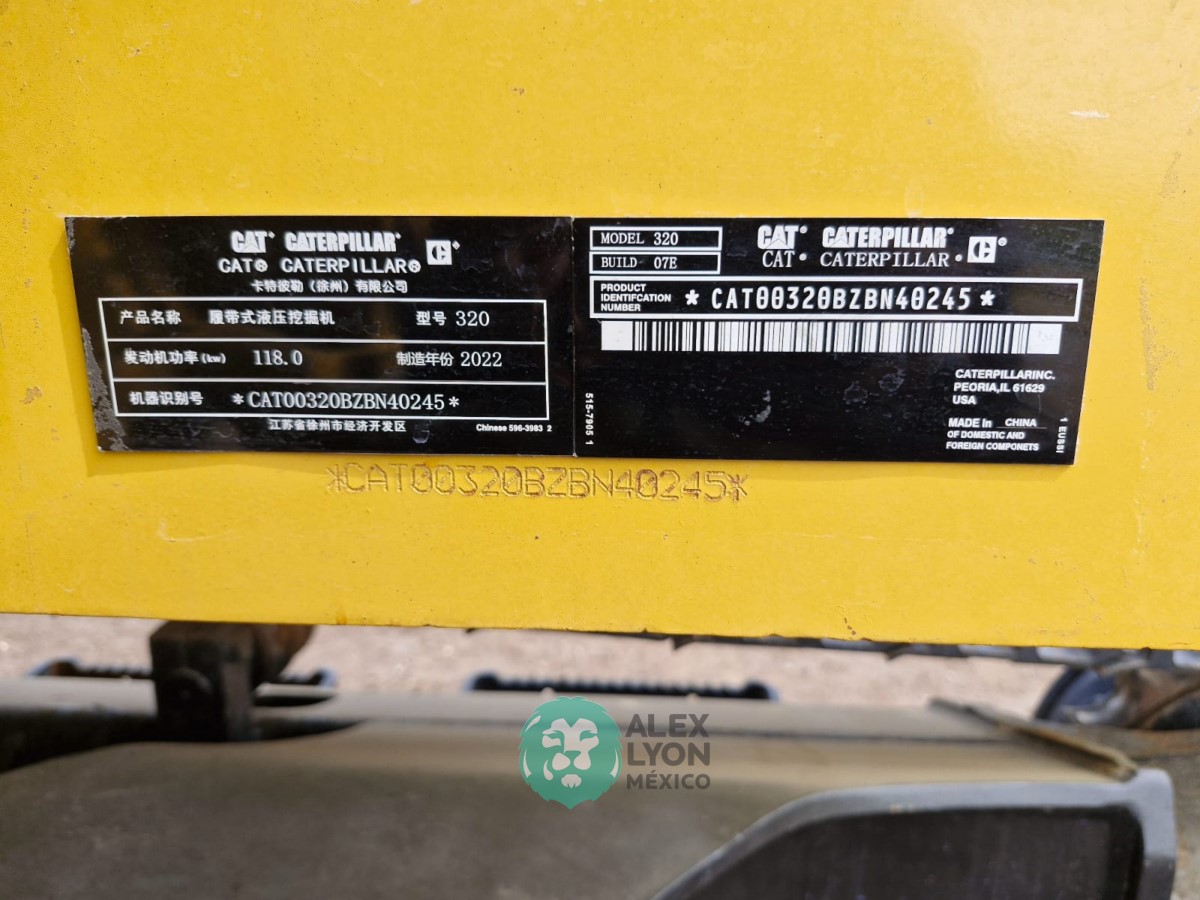 CAT® CATERPILLAR® C®
CAT® CATERPILLAR®
卡特彼勒（徐州）有限公司
产品名称 履带式液压挖掘机 型号 320
发动机功率(kw) 118.0 制造年份 2022
机器识别号 *CAT00320BZBN40245*
江苏省徐州市经济开发区 Chinese 596-3983 2
MODEL 320
BUILD 07E
CAT® CATERPILLAR® C®
CAT® CATERPILLAR®
PRODUCT
IDENTIFCATION
NUMBER
*CAT00320BZBN40245*
CATERPILLARINC.
PEORIA,IL 61629
USA
MADE In CHINA
OF DOMESTIC AND
FOREIGN COMPONETS
515-7905 1
*CAT00320BZBN40245*
ALEX
LYON
MÉXICO